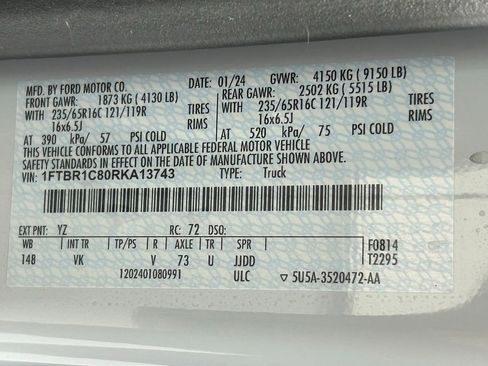 MFD. BY FORD MOTOR CO. DATE: 01/24 GVWR: 4150 KG (9150 LB)
FRONT GAWR: 1873 KG (4130 LB) REAR GAWR: 2502 KG (5515 LB)
WITH 235/65R16C 121/119R TIRES WITH 235/65R16C 121/119R TIRES
16x6.5J RIMS 16x6.5J RIMS
AT 390 kPa/ 57 PSI COLD AT 520 kPa/ 75 PSI COLD
THIS VEHICLE CONFORMS TO ALL APPLICABLE FEDERAL MOTOR VEHICLE
SAFETY STANDARDS IN EFFECT ON THE DATE OF MANUFACTURE SHOWN ABOVE.
VIN: 1FTBR1C80RKA13743 TYPE: Truck
EXT PNT: YZ RC: 72 DSO:
WB INT TR TP/PS R AXLE TR SPR F0814
148 VK V 73 U JJDD T2295
120240108099​1 ULC ▽ 5U5A-3520472-AA